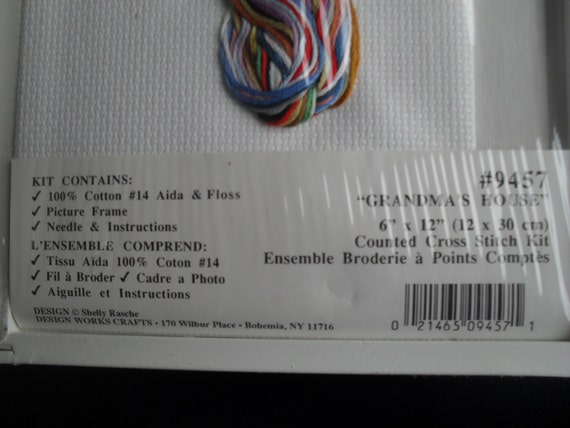 KIT CONTAINS:
✓ 100% Cotton #14 Aida & Floss
✓ Picture Frame
✓ Needle & Instructions
L'ENSEMBLE COMPREND:
✓ Tissu Aïda 100% Coton #14
✓ Fil à Broder ✓ Cadre a Photo
✓ Aiguille et Instructions
DESIGN © Shelly Rasche
DESIGN WORKS CRAFTS • 170 Wilbur Place • Bohemia, NY 11716
#9457
"GRANDMA'S HOUSE"
6" x 12" (12 x 30 cm)
Counted Cross Stitch Kit
Ensemble Broderie à Points Comptès
0 21465 09457 1